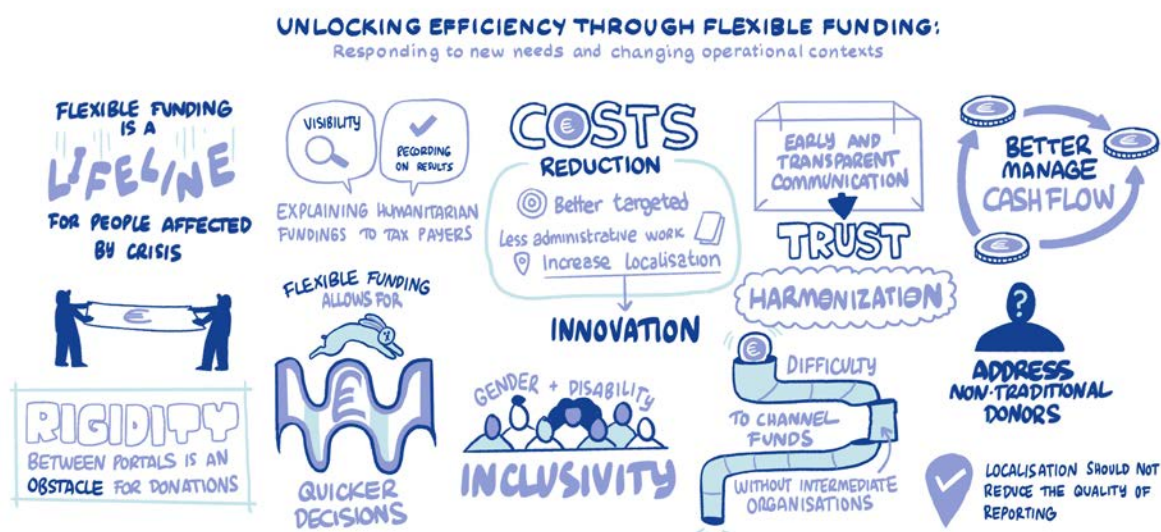 UNLOCKING EFFICIENCY THROUGH FLEXIBLE FUNDING:
Responding to new needs and changing operational contexts
FLEXIBLE FUNDING
IS A
LIFELINE
FOR PEOPLE AFFECTED
BY CRISIS
€
RIGIDITY
BETWEEN PORTALS IS AN
OBSTACLE FOR DONATIONS
VISIBILITY
RECORDING
ON RESULTS
EXPLAINING HUMANITARIAN
FUNDINGS TO TAX PAYERS
FLEXIBLE FUNDING
ALLOWS FOR
€
QUICKER
DECISIONS
C€STS
REDUCTION
Better targeted
Less administrative work
Increase localisation
INNOVATION
GENDER + DISABILITY
INCLUSIVITY
EARLY AND
TRANSPARENT
COMMUNICATION
TRUST
HARMONIZATION
€
DIFFICULTY
TO CHANNEL
FUNDS
WITHOUT INTERMEDIATE
ORGANISATIONS
€
€
BETTER
MANAGE
CASH FLOW
€
?
ADDRESS
NON-TRADITIONAL
DONORS
LOCALISATION SHOULD NOT
REDUCE THE QUALITY OF
REPORTING